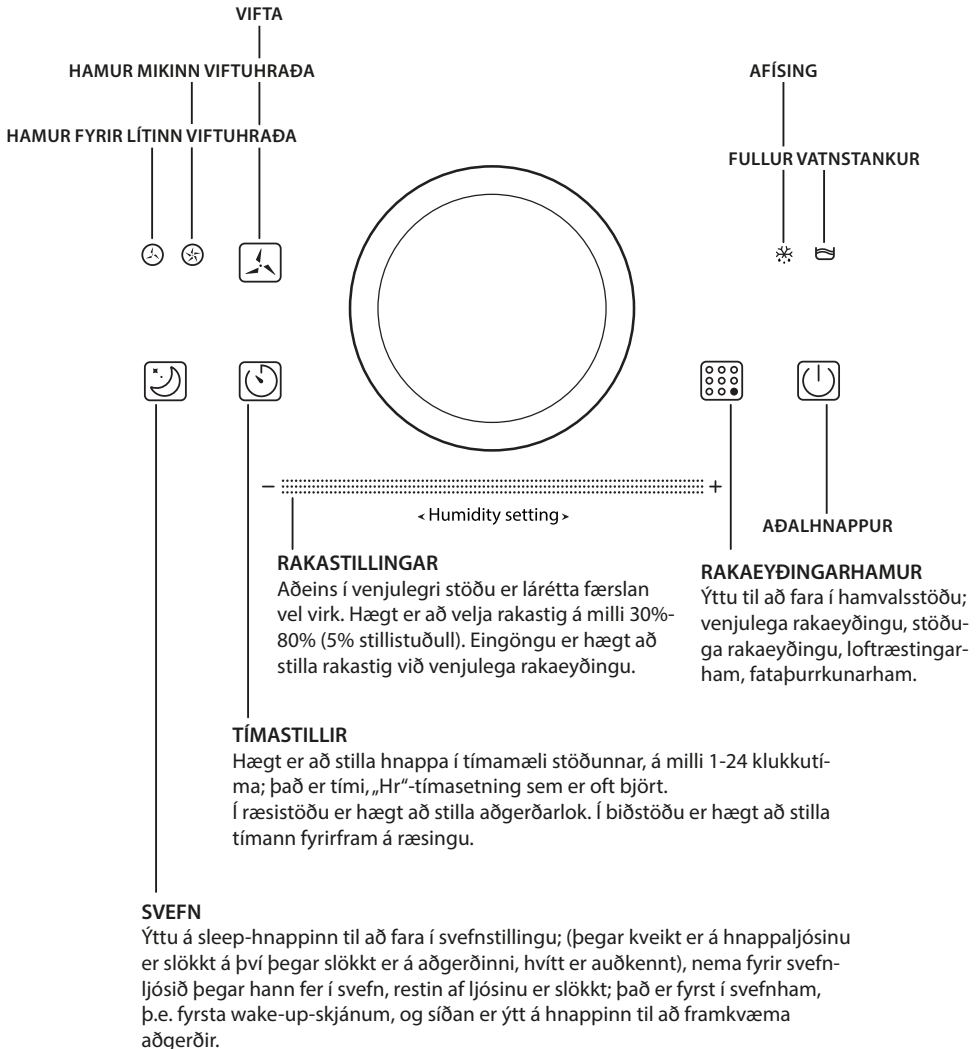 VIFTA
HAMUR MIKINN VIFTUHRAÐA
AFÍSING
HAMUR FYRIR LÍTINN VIFTUHRAÐA
FULLUR VATNSTANKUR
− +
< Humidity setting >
AÐALHNAPPUR
RAKASTILLINGAR
Aðeins í venjulegri stöðu er lárétta færslan
vel virk. Hægt er að velja rakastig á milli 30%-
80% (5% stillistuðull). Eingöngu er hægt að
stilla rakastig við venjulega rakaeyðingu.
RAKAEYÐINGARHAMUR
Ýttu til að fara í hamvalsstöðu;
venjulega rakaeyðingu, stöðu-
ga rakaeyðingu, loftræstingar-
ham, fataþurrkunarham.
TÍMASTILLIR
Hægt er að stilla hnappa í tímamæli stöðunnar, á milli 1-24 klukkutí-
ma; það er tími, „Hr“-tímasetning sem er oft björt.
Í ræsistöðu er hægt að stilla aðgerðarlok. Í biðstöðu er hægt að stilla
tímann fyrirfram á ræsingu.
SVEFN
Ýttu á sleep-hnappinn til að fara í svefnstillingu; (þegar kveikt er á hnappaljósinu
er slökkt á því þegar slökkt er á aðgerðinni, hvítt er auðkennt), nema fyrir svefn-
ljósið þegar hann fer í svefn, restin af ljósinu er slökkt; það er fyrst í svefnham,
þ.e. fyrsta wake-up-skjánum, og síðan er ýtt á hnappinn til að framkvæma
aðgerðir.